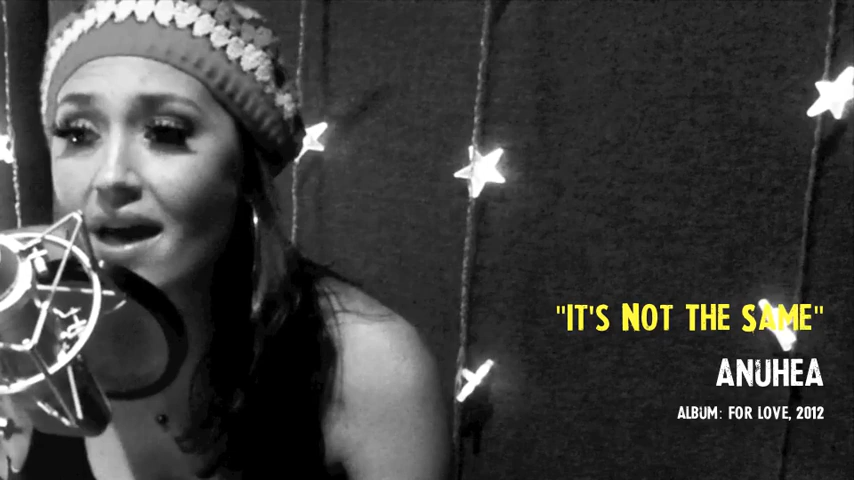 "IT'S NOT THE SAME"
ANUHEA
ALBUM: FOR LOVE, 2012